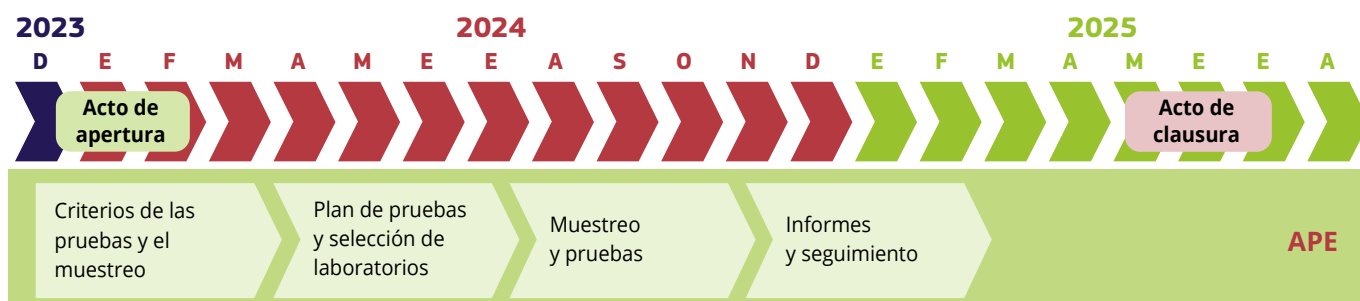 2023 2024 2025
D E F M A M E E A S O N D E F M A M E E A
Acto de
apertura
Acto de
clausura
Criterios de las
pruebas y el
muestreo
Plan de pruebas
y selección de
laboratorios
Muestreo
y pruebas
Informes
y seguimiento
APE